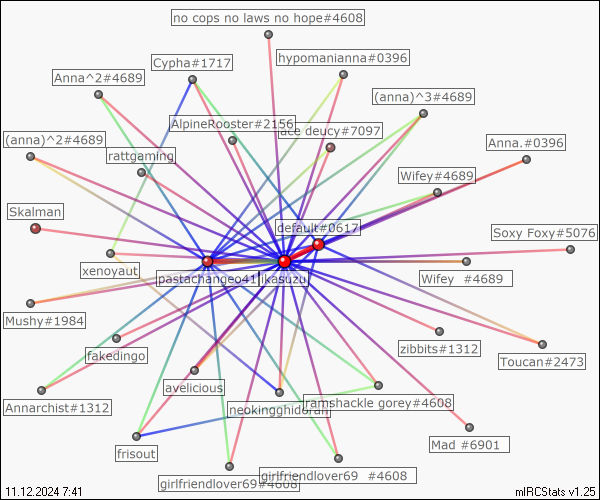 no cops no laws no hope#4608
hypomanianna#0396
Cypha#1717
Anna^2#4689
(anna)^3#4689
AlpineRooster#2156
ace deucy#7097
(anna)^2#4689
rattgaming
Anna.#0396
Wifey#4689
Skalman
default#0617
Soxy Foxy#5076
xenoyaut
pastachangeo41
jikasuzu
Wifey #4689
Mushy#1984
fakedingo
zibbits#1312
Toucan#2473
avelicious
Annarchist#1312
neokingghidorah
ramshackle gorey#4608
frisout
Mad #6901
girlfriendlover69#4608
girlfriendlover69 #4608
11.12.2024 7:41
mIRCStats v1.25